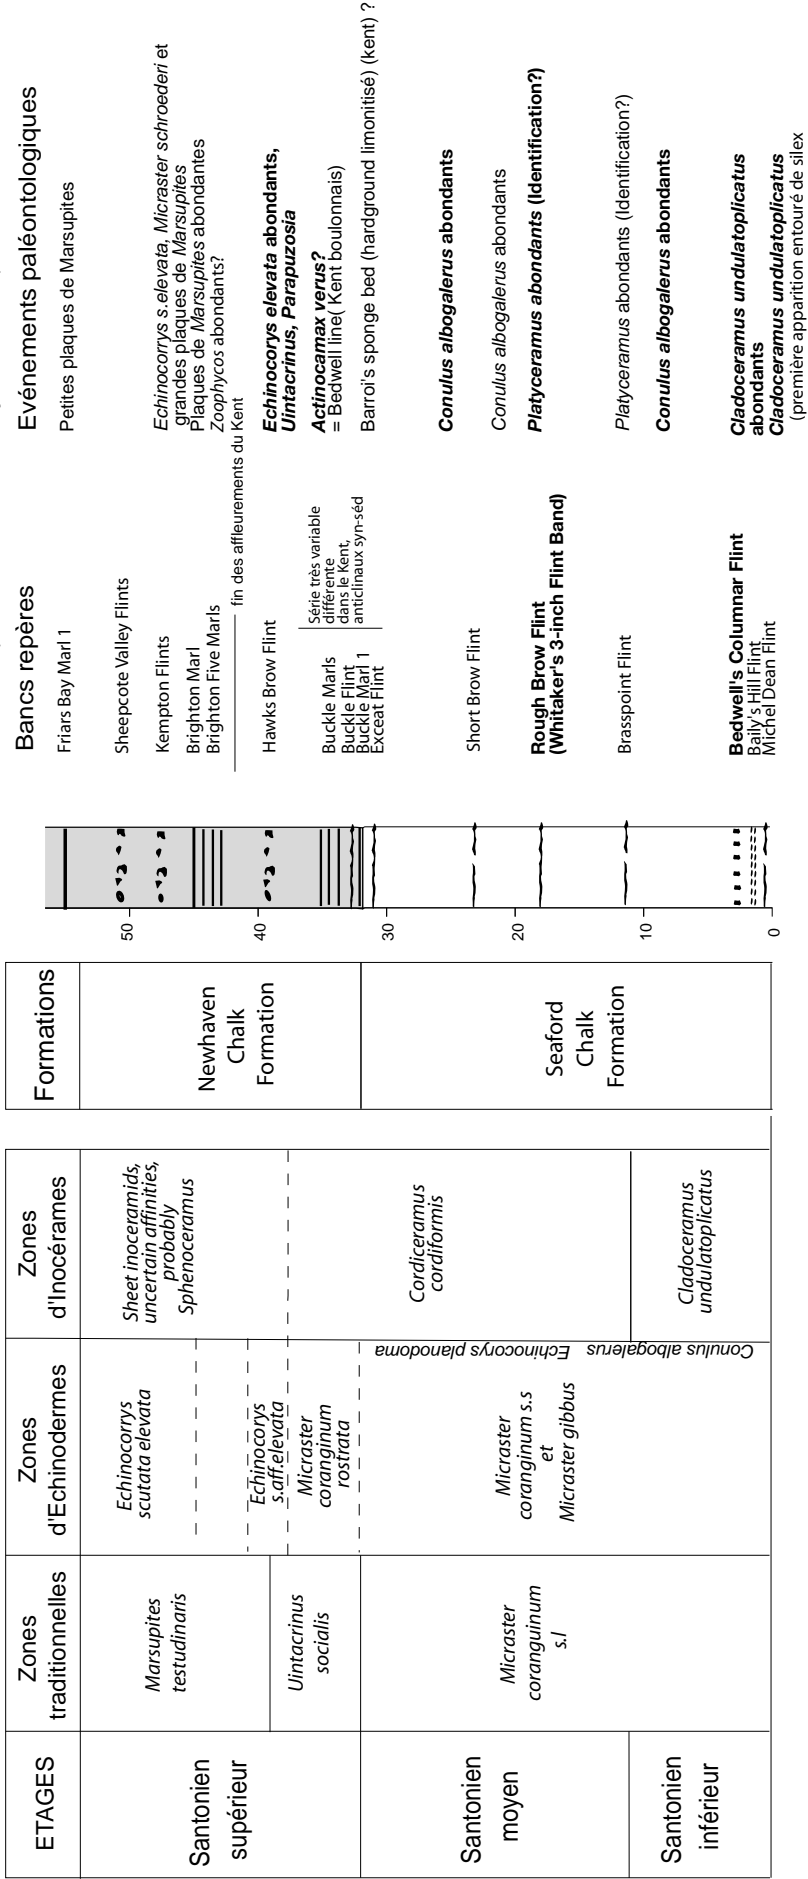 ETAGES
Zones
traditionnelles
Zones
d'Echinodermes
Zones
d'Inocérames
Formations
Bancs repères
Evénements paléontologiques
Santonien
supérieur
Santonien
moyen
Santonien
inférieur
Marsupites
testudinaris
Uintacrinus
socialis
Micraster
coranguinum
s.l
Echinocorrys
scutata elevata
Echinocorys
s.aff.elevata
Micraster
coranginum
rostrata
Micraster
coranginum s.s
et
Micraster gibbus
Echinocorys planodoma
Conulus albogalerus
Sheet inoceramids,
uncertain affinities,
probably
Sphenoceramus
Cordiceramus
cordiformis
Cladoceramus
undulatoplicatus
Newhaven
Chalk
Formation
Seaford
Chalk
Formation
50
40
30
20
10
0
Friars Bay Marl 1
Sheepcote Valley Flints
Kempton Flints
Brighton Marl
Brighton Five Marls
fin des affleurements du Kent
Hawks Brow Flint
Buckle Marls
Buckle Flint
Buckle Marl 1
Exceat Flint
Série très variable
différente
dans le Kent,
anticlinaux syn-séd
Short Brow Flint
Rough Brow Flint
(Whitaker's 3-inch Flint Band)
Brasspoint Flint
Bedwell's Columnar Flint
Baily's Hill Flint
Michel Dean Flint
Petites plaques de Marsupites
Echinocorrys s.elevata, Micraster schroederi et
grandes plaques de Marsupites
Plaques de Marsupites abondantes
Zoophycos abondants?
Echinocorys elevata abondants,
Uintacrinus, Parapuzosia
Actinocamax verus?
= Bedwell line( Kent boulonnais)
Barroi's sponge bed (hardground limonitisé) (kent) ?
Conulus albogalerus abondants
Conulus albogalerus abondants
Platyceramus abondants (Identification?)
Platyceramus abondants (Identification?)
Conulus albogalerus abondants
Cladoceramus undulatoplicatus
abondants
Cladoceramus undulatoplicatus
(première apparition entouré de silex